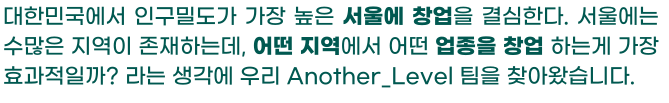 대한민국에서 인구밀도가 가장 높은 서울에 창업을 결심한다. 서울에는
수많은 지역이 존재하는데, 어떤 지역에서 어떤 업종을 창업 하는게 가장
효과적일까? 라는 생각에 우리 Another_Level 팀을 찾아왔습니다.